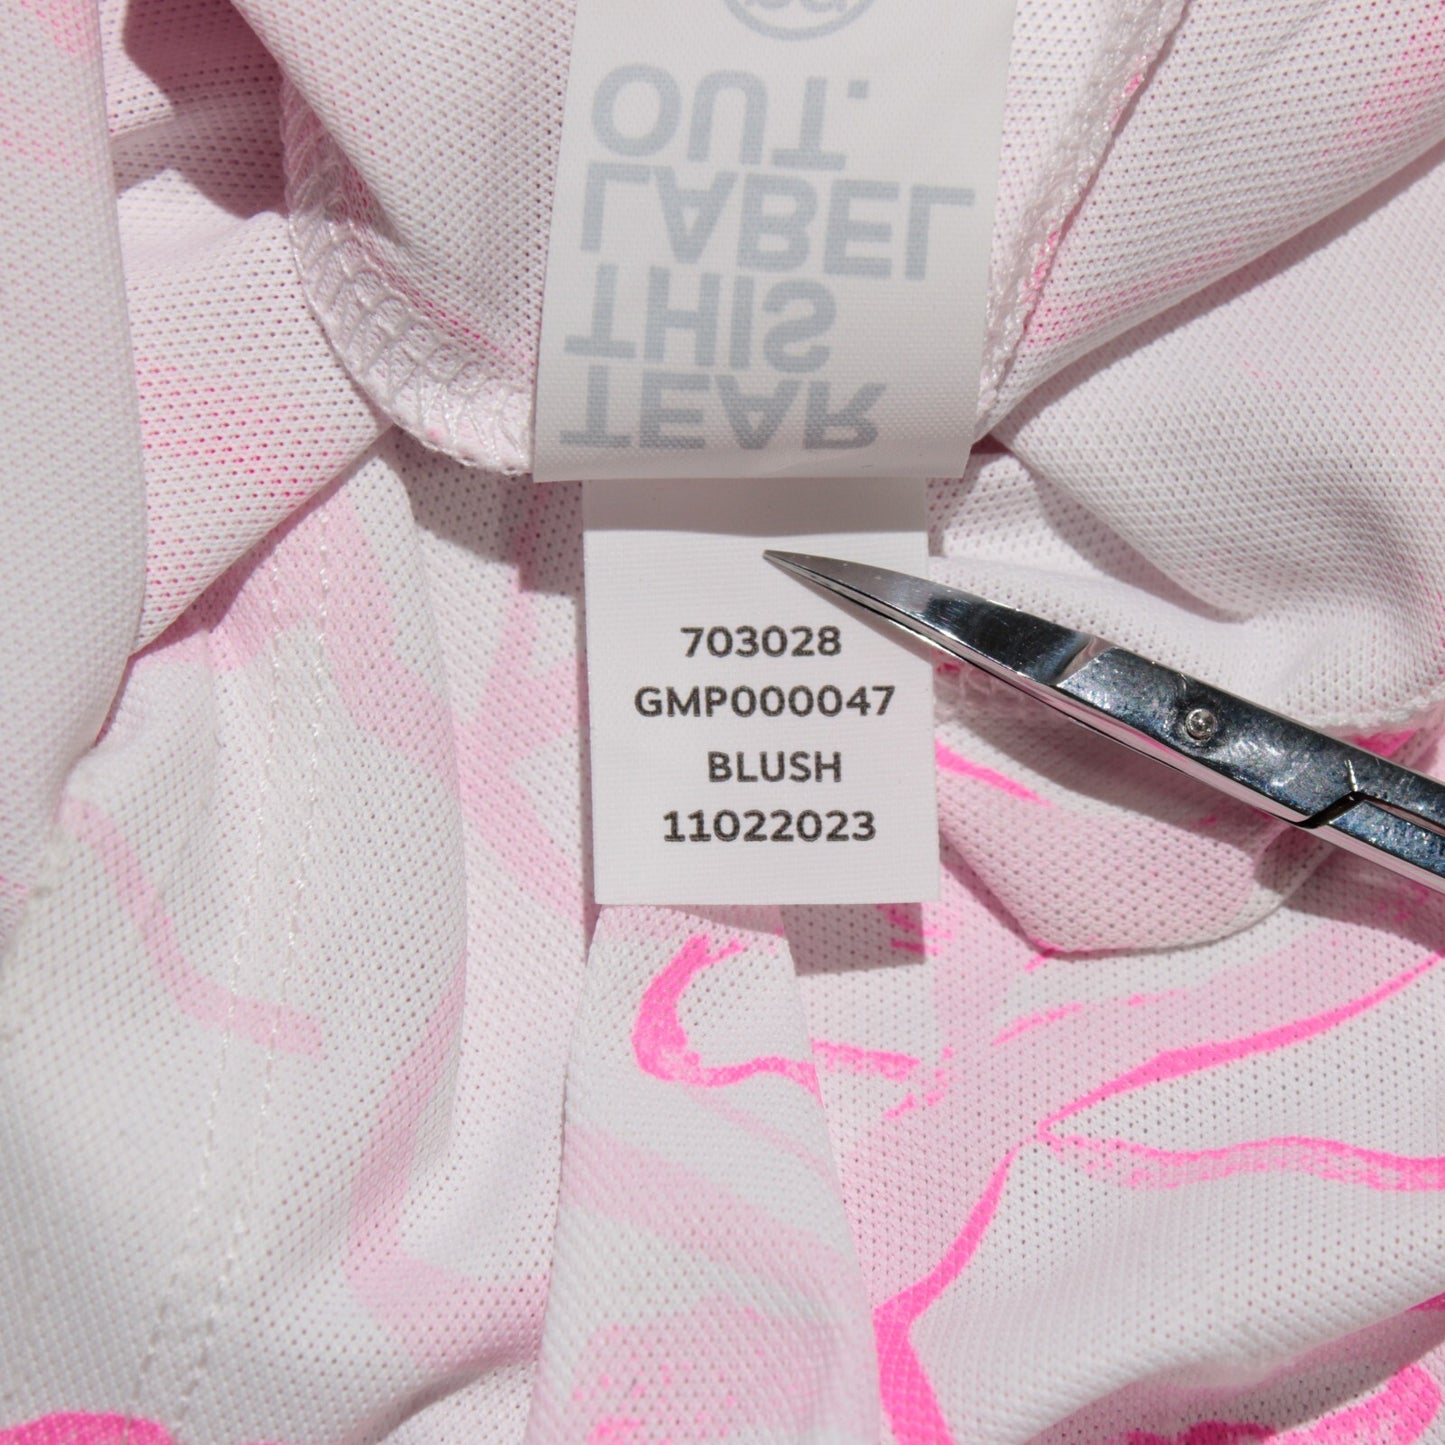 TEAR
THIS
LABEL
OUT.
703028
GMP000047
BLUSH
11022023